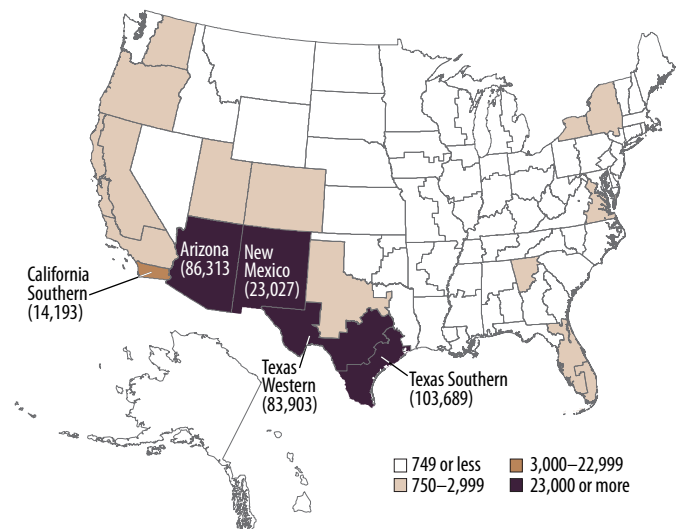 Arizona
(86,313
New
Mexico
(23,027)
California
Southern
(14,193)
Texas
Western
(83,903)
Texas Southern
(103,689)
749 or less
3,000–22,999
750–2,999
23,000 or more